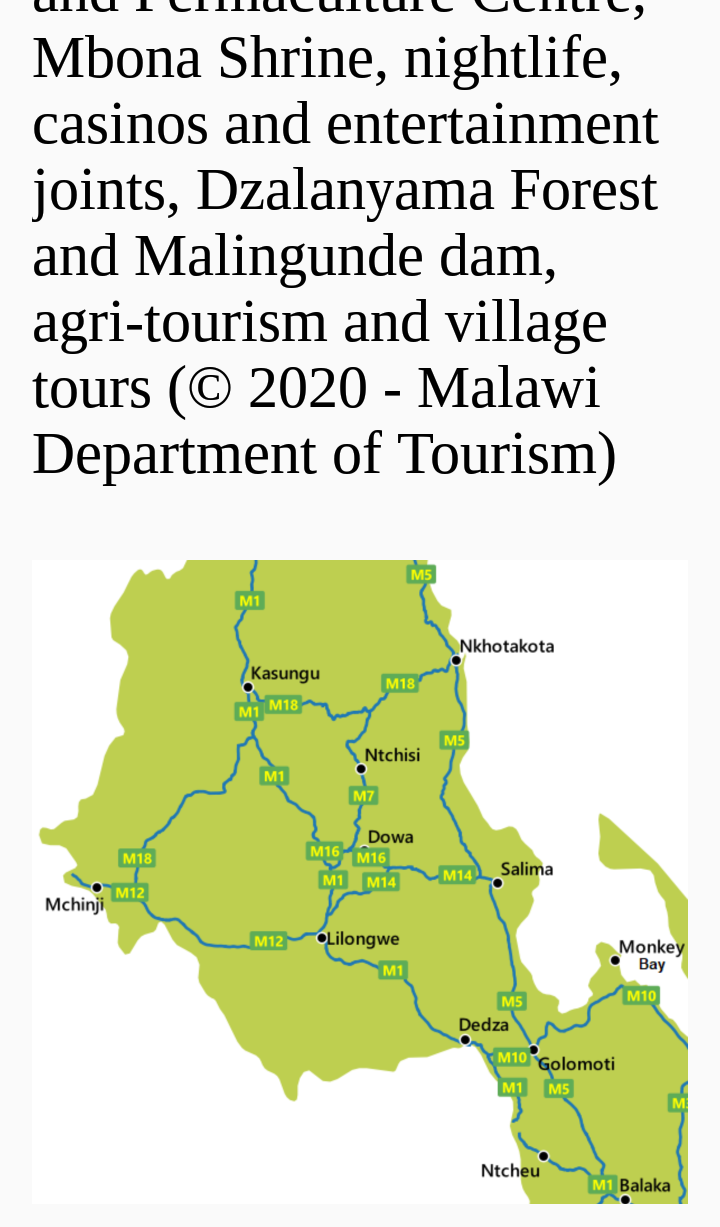 and Permaculture Centre,
Mbona Shrine, nightlife,
casinos and entertainment
joints, Dzalanyama Forest
and Malingunde dam,
agri-tourism and village
tours (© 2020 - Malawi
Department of Tourism)
M5
M1
Nkhotakota
Kasungu
M18
M1
M18
M5
Ntchisi
M1
M7
Dowa
M16
M16
M18
Salima
M14
M1
M14
M12
Mchinji
Lilongwe
M12
Monkey
Bay
M1
M10
M5
Dedza
M10
Golomoti
M1
M5
Ntcheu
M1
Balaka